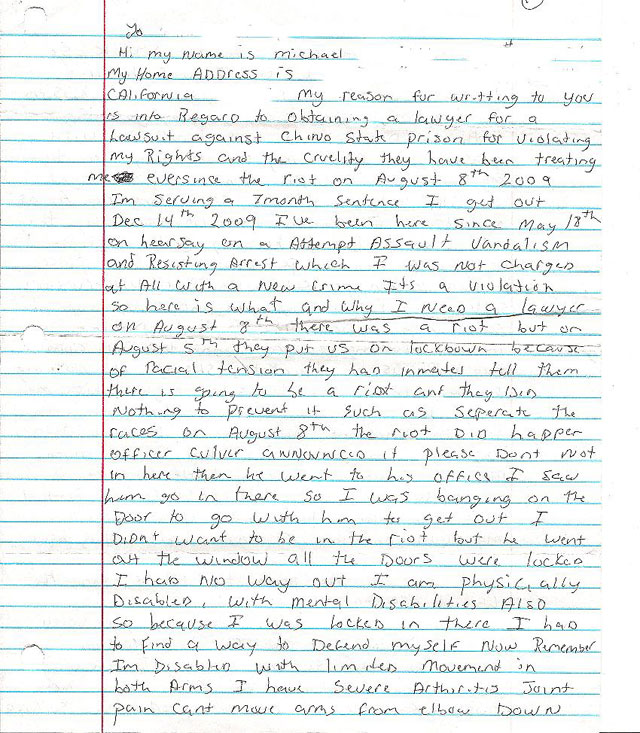 To
Hi my name is michael
My Home ADDRess is
CAliforniA My reason for writting to you
is into Regard to obtaining a lawyer for a
Lawsuit against Chino State prison for violating
my Rights and the Cruelity they have been treating
me eversince the riot on August 8th 2009
Im Serving a 7month Sentence I get out
Dec 14th 2009 I've been here since May 18th
on hearsay on a Attempt Assault Vandalism
and Resisting Arrest which I was not Charged
at All with a New Crime Its a violation
so here is what and why I need a lawyer
on August 8th there was a riot but on
August 5th they put us on lockdown because
of racial tension they had inmates tell them
there is going to be a riot and they Did
Nothing to prevent it Such as Seperate the
races on August 8th the riot DID happen
officer Culver announced it please Dont not
in here then he went to his office I saw
him go in there so I was banging on the
Door to go with him to get out I
Didnt want to be in the riot but he went
out the window all the Doors were locked
I had no way out I am physicially
Disabled, with mental Disabilities Also
So because I was locked in there I had
to find a way to Defend myself Now Remember
Im Disabled with limited movement in
both Arms I have Severe Arthiritis Joint
pain cant move arms from elbow Down